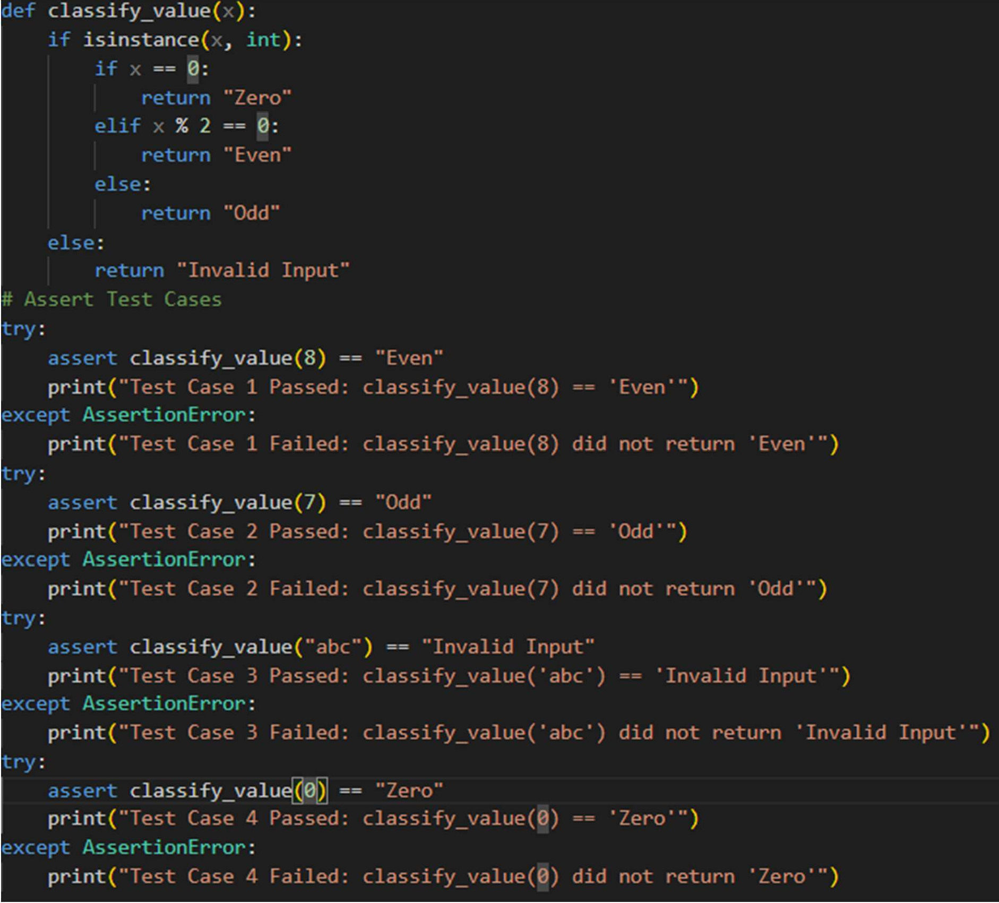 def classify_value(x):
    if isinstance(x, int):
        if x == 0:
            return "Zero"
        elif x % 2 == 0:
            return "Even"
        else:
            return "Odd"
    else:
        return "Invalid Input"
# Assert Test Cases
try:
    assert classify_value(8) == "Even"
    print("Test Case 1 Passed: classify_value(8) == 'Even'")
except AssertionError:
    print("Test Case 1 Failed: classify_value(8) did not return 'Even'")
try:
    assert classify_value(7) == "Odd"
    print("Test Case 2 Passed: classify_value(7) == 'Odd'")
except AssertionError:
    print("Test Case 2 Failed: classify_value(7) did not return 'Odd'")
try:
    assert classify_value("abc") == "Invalid Input"
    print("Test Case 3 Passed: classify_value('abc') == 'Invalid Input'")
except AssertionError:
    print("Test Case 3 Failed: classify_value('abc') did not return 'Invalid Input'")
try:
    assert classify_value(0) == "Zero"
    print("Test Case 4 Passed: classify_value(0) == 'Zero'")
except AssertionError:
    print("Test Case 4 Failed: classify_value(0) did not return 'Zero'")